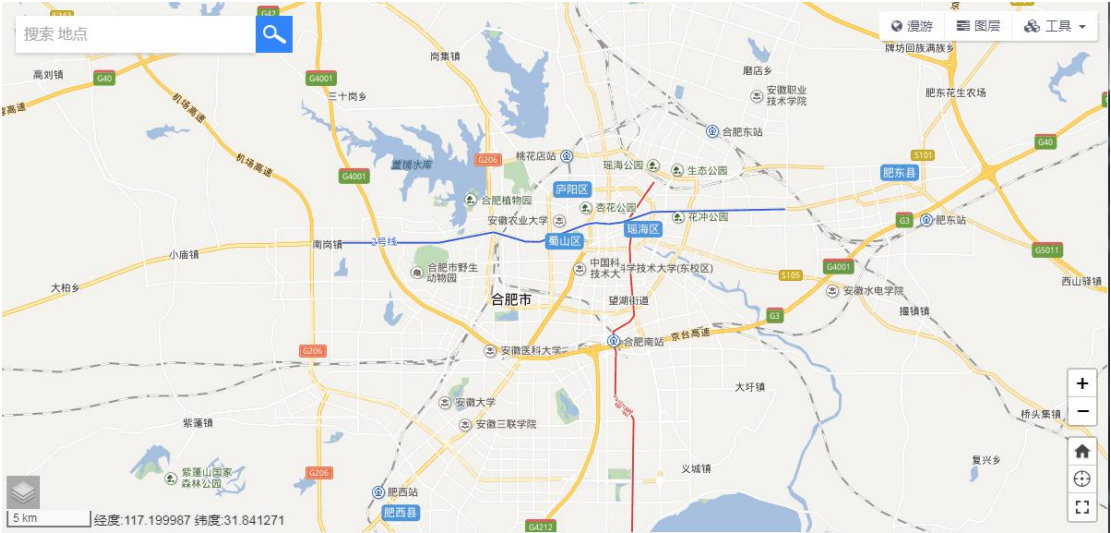 搜索 地点
漫游
图层
工具
S242
G42
岗集镇
牌坊回族满族乡
高刘镇
G40
G4001
磨店乡
三十岗乡
安徽职业
技术学院
肥东花生农场
机场高速
合肥东站
G40
机场高速
董铺水库
G206
桃花店站
瑶海公园
生态公园
S101
肥东县
G4001
庐阳区
合肥植物园
杏花公园
花冲公园
安徽农业大学
G3
肥东站
瑶海区
蜀山区
南岗镇
2号线
小庙镇
G5011
合肥市野生
动物园
中国科
技术大
科学技术大学(东校区)
G4001
S105
西山驿镇
大柏乡
安徽水电学院
合肥市
望湖街道
撮镇镇
G3
京台高速
合肥南站
G206
安徽医科大学
大圩镇
+
−
安徽大学
桥头集镇
紫蓬镇
安徽三联学院
复兴乡
义城镇
紫蓬山国家
森林公园
G206
肥西站
肥西县
5 km
经度:117.199987 纬度:31.841271
G4212